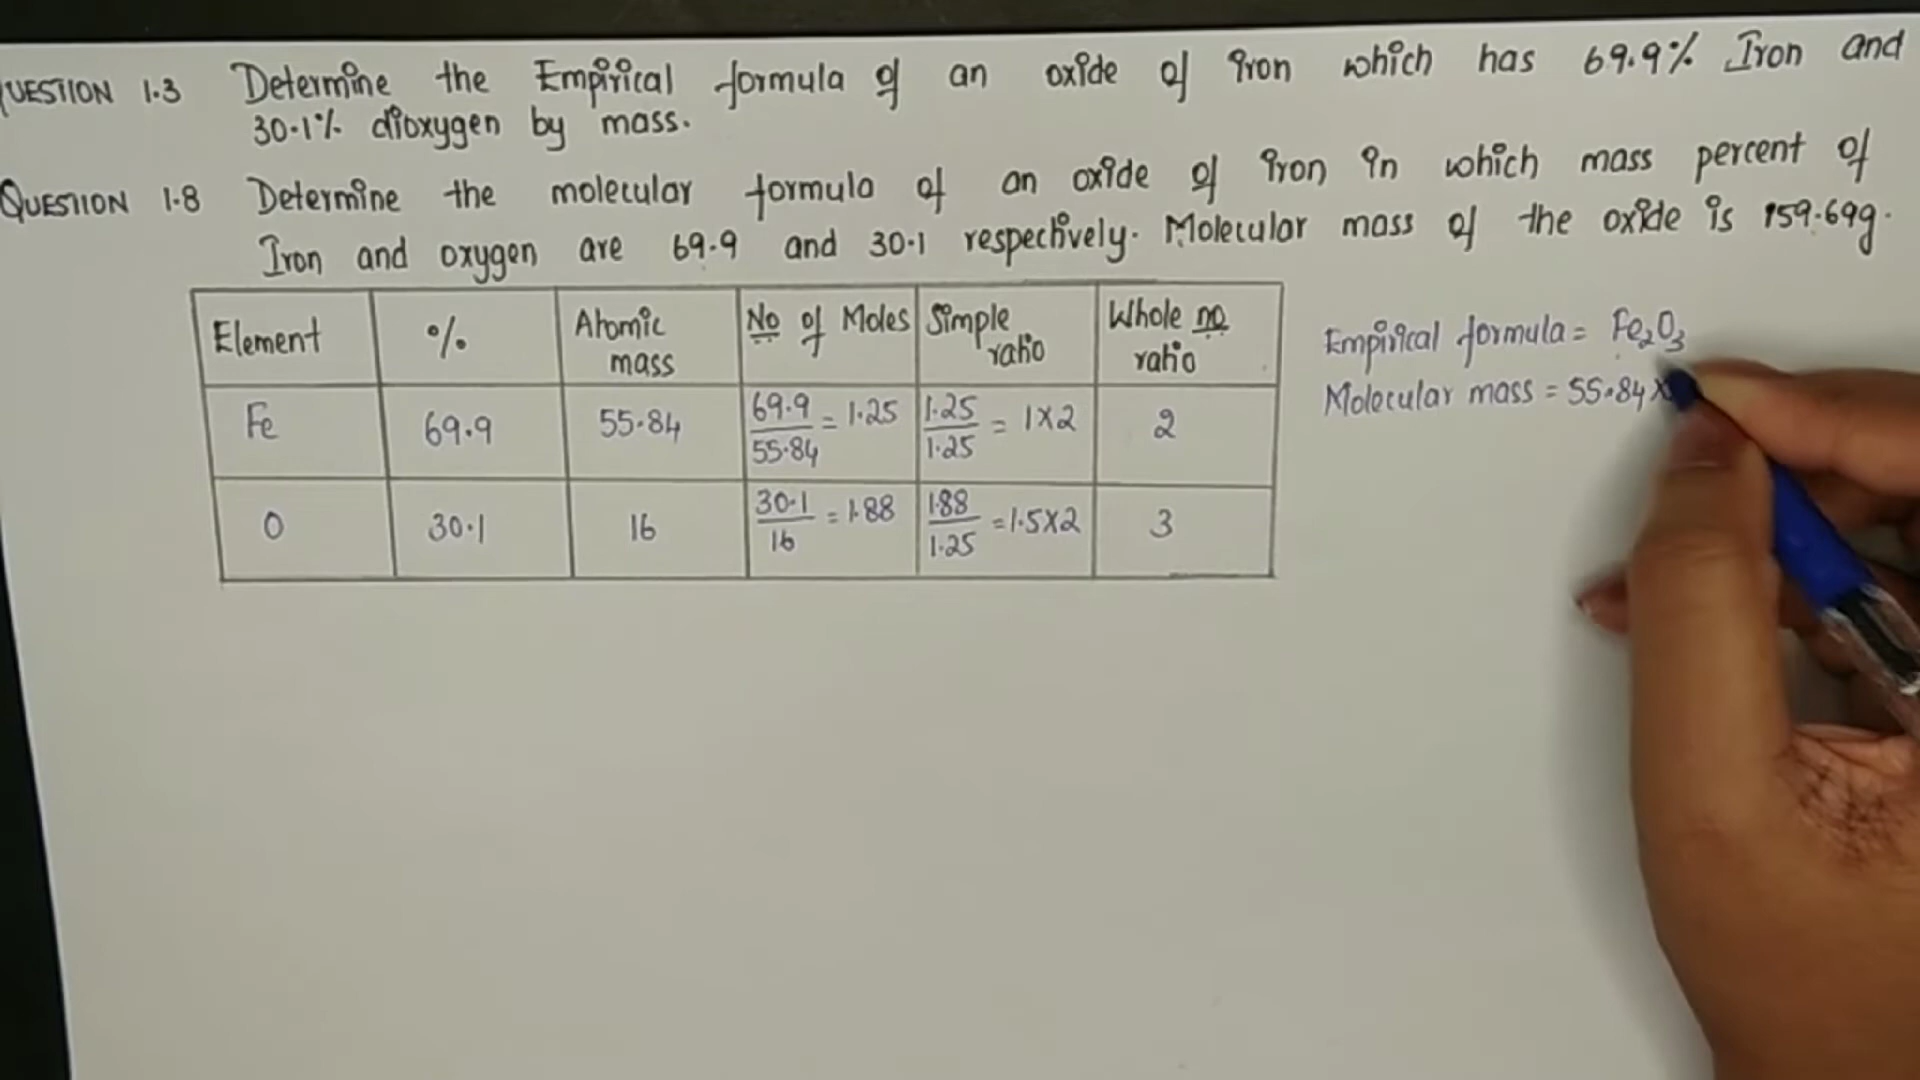 QUESTION 1.3 Determine the Empirical formula of an oxide of iron which has 69.9% Iron and
30.1% dioxygen by mass.
QUESTION 1.8 Determine the molecular formula of an oxide of iron in which mass percent of
Iron and oxygen are 69.9 and 30.1 respectively. Molecular mass of the oxide is 159.69g.
Element % Atomic mass No of Moles Simple ratio Whole no ratio
Fe 69.9 55.84 69.9/55.84 = 1.25 1.25/1.25 = 1×2 2
O 30.1 16 30.1/16 = 1.88 1.88/1.25 = 1.5×2 3
Empirical formula = Fe₂O₃
Molecular mass = 55.84×